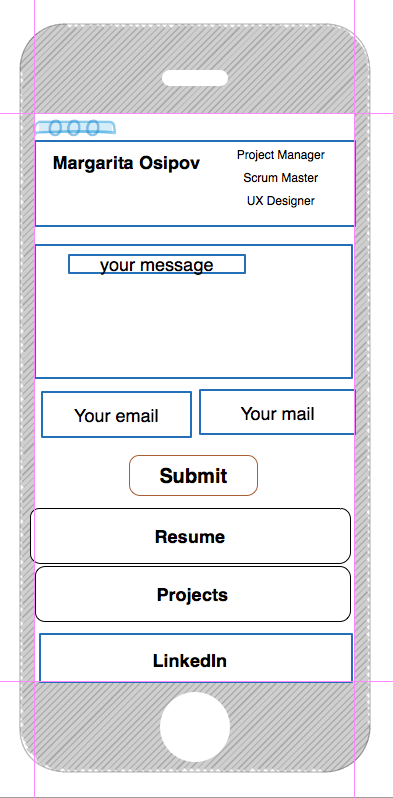 Margarita Osipov
Project Manager
Scrum Master
UX Designer
your message
Your email
Your mail
Submit
Resume
Projects
LinkedIn